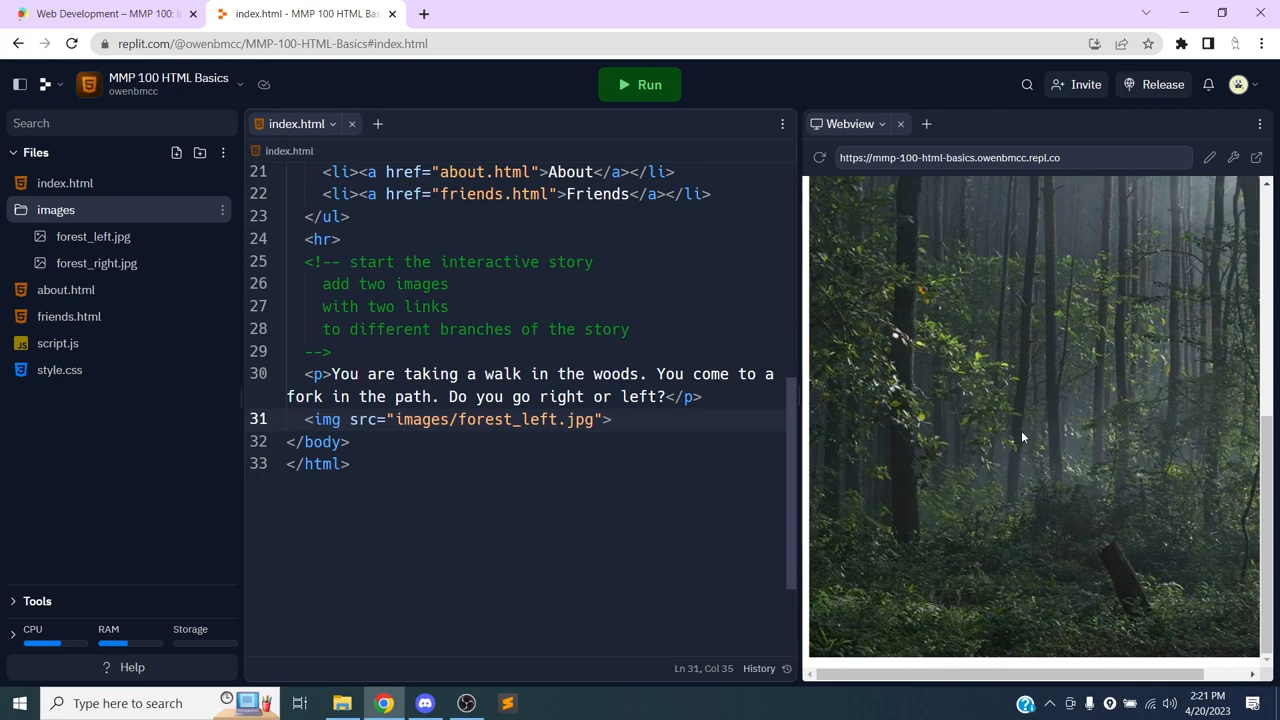 Web Development – MMP 100: I
index.html - MMP 100 HTML Bas
replit.com/@owenbmcc/MMP-100-HTML-Basics#index.html
MMP 100 HTML Basics
owenbmcc
Run
Invite
Release
Search
index.html
Webview
Files
index.html
https://mmp-100-html-basics.owenbmcc.repl.co
index.html
images
forest_left.jpg
forest_right.jpg
about.html
friends.html
script.js
style.css
21 <li><a href="about.html">About</a></li>
22 <li><a href="friends.html">Friends</a></li>
23 </ul>
24 <hr>
25 <!-- start the interactive story
26 add two images
27 with two links
28 to different branches of the story
29 -->
30 <p>You are taking a walk in the woods. You come to a
fork in the path. Do you go right or left?</p>
31 <img src="images/forest_left.jpg">
32 </body>
33 </html>
Tools
CPU RAM Storage
Help
Ln 31, Col 35 History
Type here to search
2:21 PM
4/20/2023